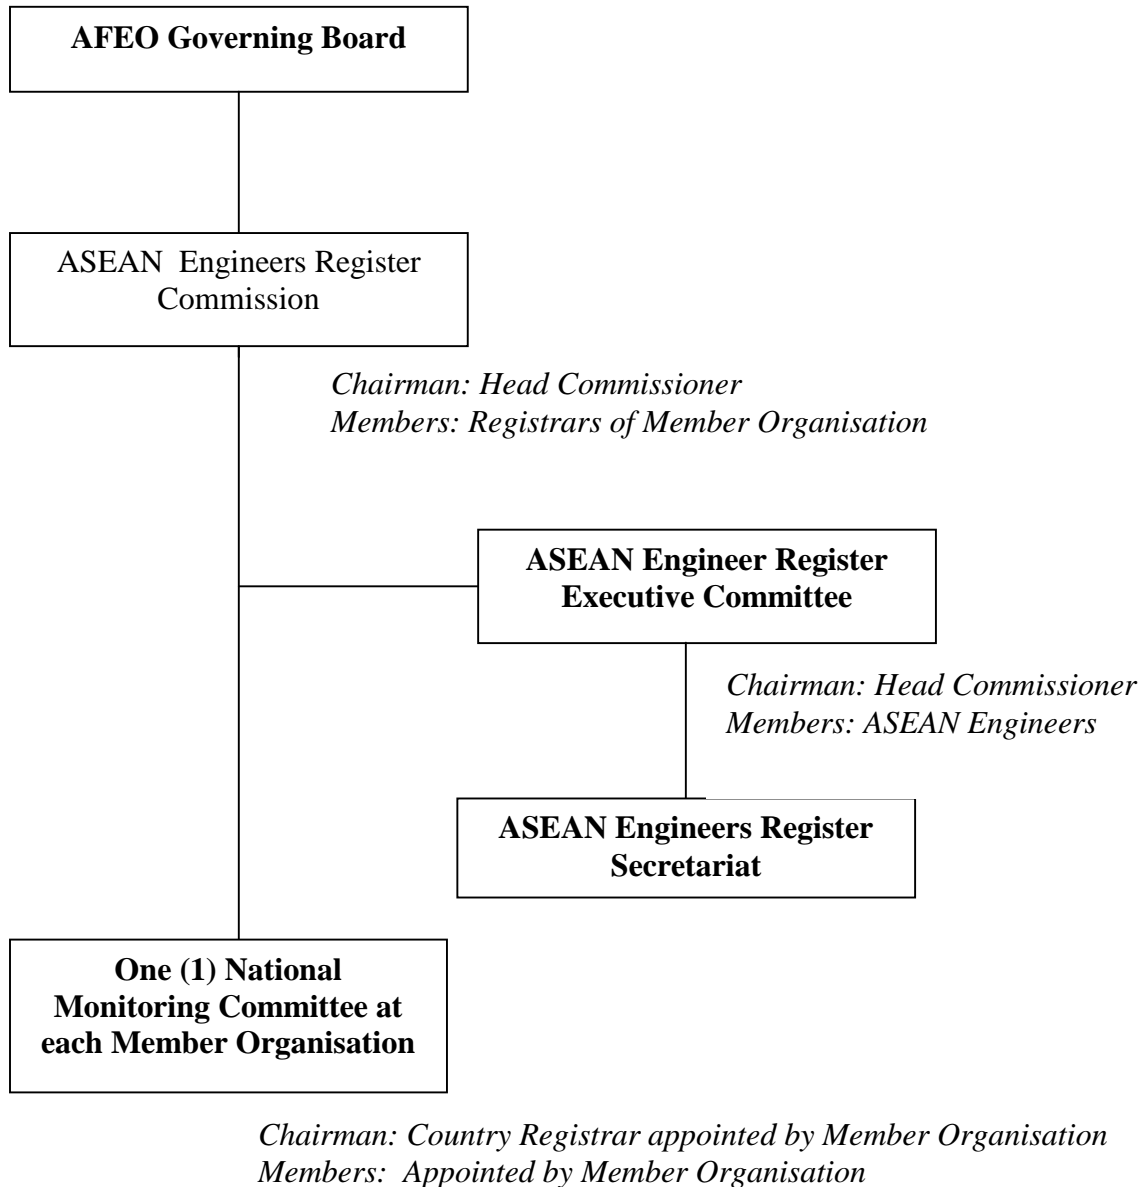 AFEO Governing Board
ASEAN Engineers Register
Commission
Chairman: Head Commissioner
Members: Registrars of Member Organisation
ASEAN Engineer Register
Executive Committee
Chairman: Head Commissioner
Members: ASEAN Engineers
ASEAN Engineers Register
Secretariat
One (1) National
Monitoring Committee at
each Member Organisation
Chairman: Country Registrar appointed by Member Organisation
Members: Appointed by Member Organisation